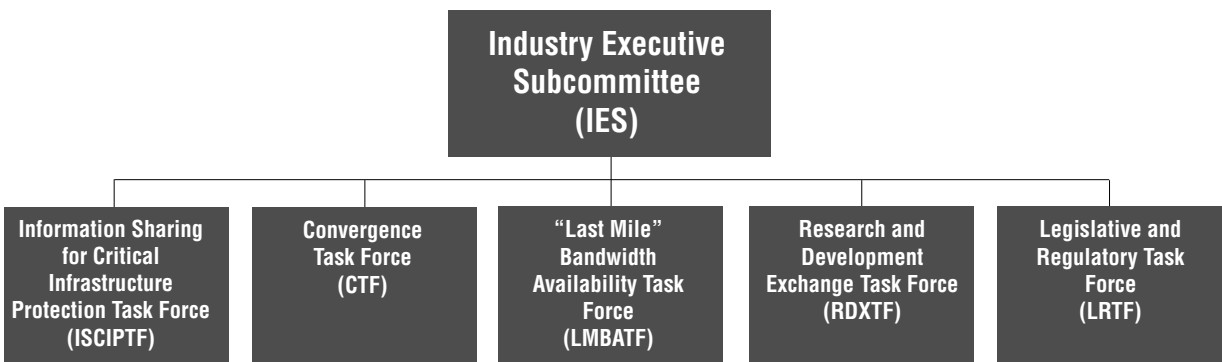 Industry Executive
Subcommittee
(IES)
Information Sharing
for Critical
Infrastructure
Protection Task Force
(ISCIPTF)
Convergence
Task Force
(CTF)
“Last Mile”
Bandwidth
Availability Task
Force
(LMBATF)
Research and
Development
Exchange Task Force
(RDXTF)
Legislative and
Regulatory Task
Force
(LRTF)